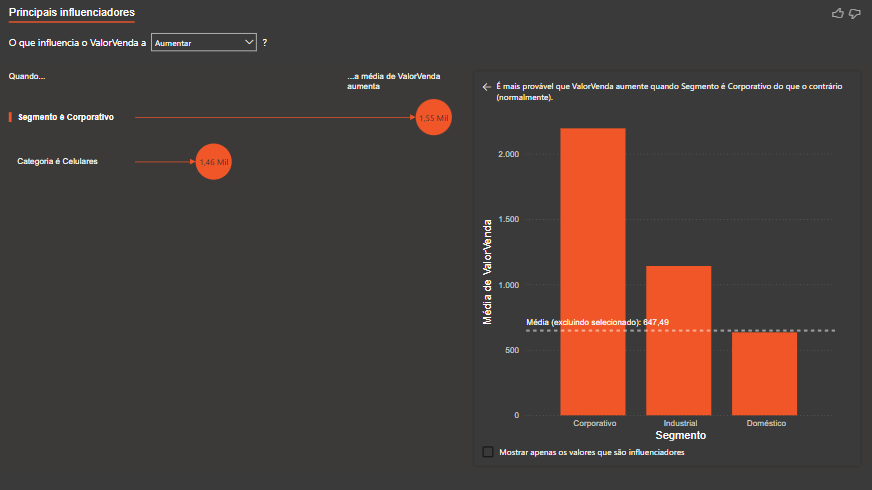 Principais influenciadores
O que influencia o ValorVenda a Aumentar ?
Quando...
...a média de ValorVenda
aumenta
Segmento é Corporativo
1,55 Mil
Categoria é Celulares
1,46 Mil
É mais provável que ValorVenda aumente quando Segmento é Corporativo do que o contrário
(normalmente).
Média de ValorVenda
2.000
1.500
1.000
500
0
Média (excluindo selecionado): 647,49
Corporativo
Industrial
Doméstico
Segmento
Mostrar apenas os valores que são influenciadores